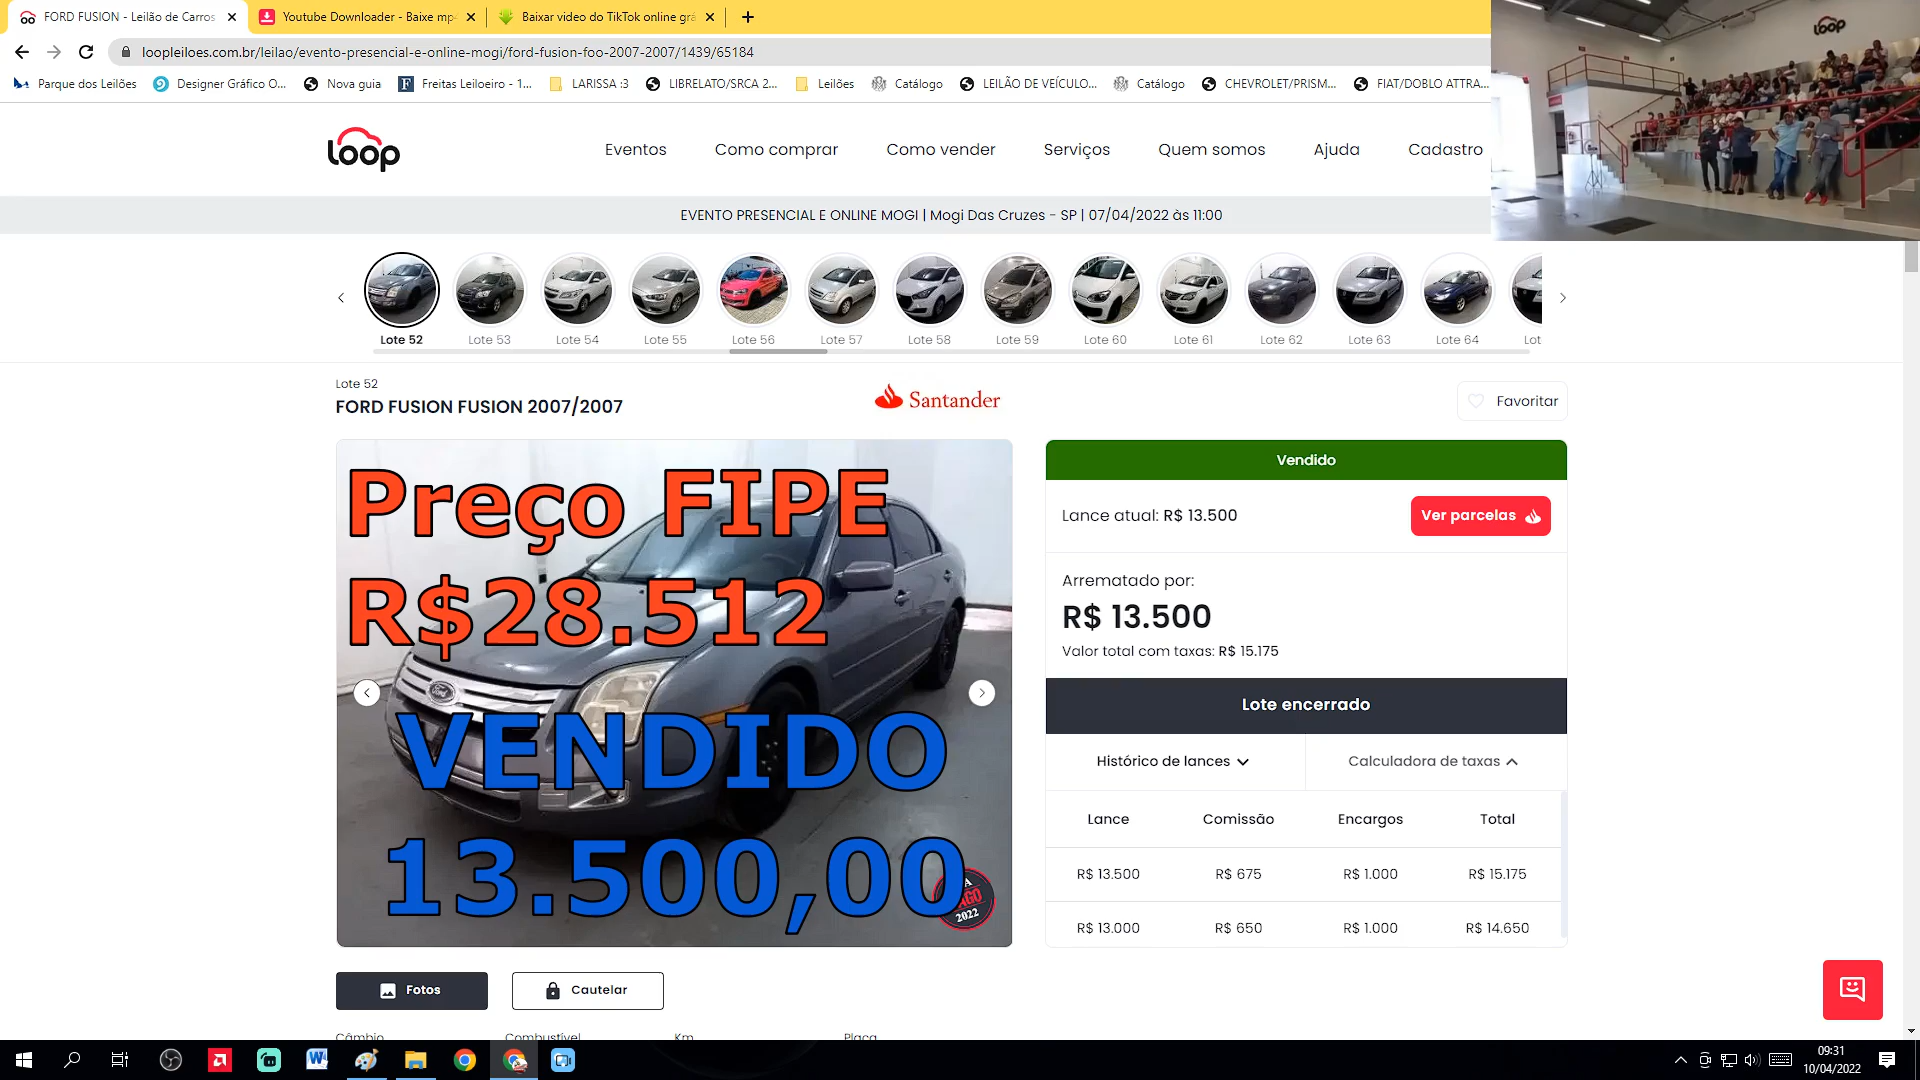 FORD FUSION - Leilão de Carros
Youtube Downloader - Baixe mp
Baixar video do TikTok online grá
loopleiloes.com.br/leilao/evento-presencial-e-online-mogi/ford-fusion-foo-2007-2007/1439/65184
Parque dos Leilões
Designer Gráfico O...
Nova guia
Freitas Leiloeiro - 1...
LARISSA :3
LIBRELATO/SRCA 2...
Leilões
Catálogo
LEILÃO DE VEÍCULO...
Catálogo
CHEVROLET/PRISM...
FIAT/DOBLO ATTRA...
loop
loop
Eventos
Como comprar
Como vender
Serviços
Quem somos
Ajuda
Cadastro
EVENTO PRESENCIAL E ONLINE MOGI | Mogi Das Cruzes - SP | 07/04/2022 às 11:00
Lote 52
Lote 53
Lote 54
Lote 55
Lote 56
Lote 57
Lote 58
Lote 59
Lote 60
Lote 61
Lote 62
Lote 63
Lote 64
Lot
Lote 52
FORD FUSION FUSION 2007/2007
Santander
Favoritar
Preço FIPE
R$28.512
Ford
VENDIDO
13.500,00
2022
Vendido
Lance atual: R$ 13.500
Ver parcelas
Arrematado por:
R$ 13.500
Valor total com taxas: R$ 15.175
Lote encerrado
Histórico de lances
Calculadora de taxas
Lance Comissão Encargos Total
R$ 13.500 R$ 675 R$ 1.000 R$ 15.175
R$ 13.000 R$ 650 R$ 1.000 R$ 14.650
Fotos
Cautelar
Câmbio
Combustível
Km
Placa
09:31
10/04/2022